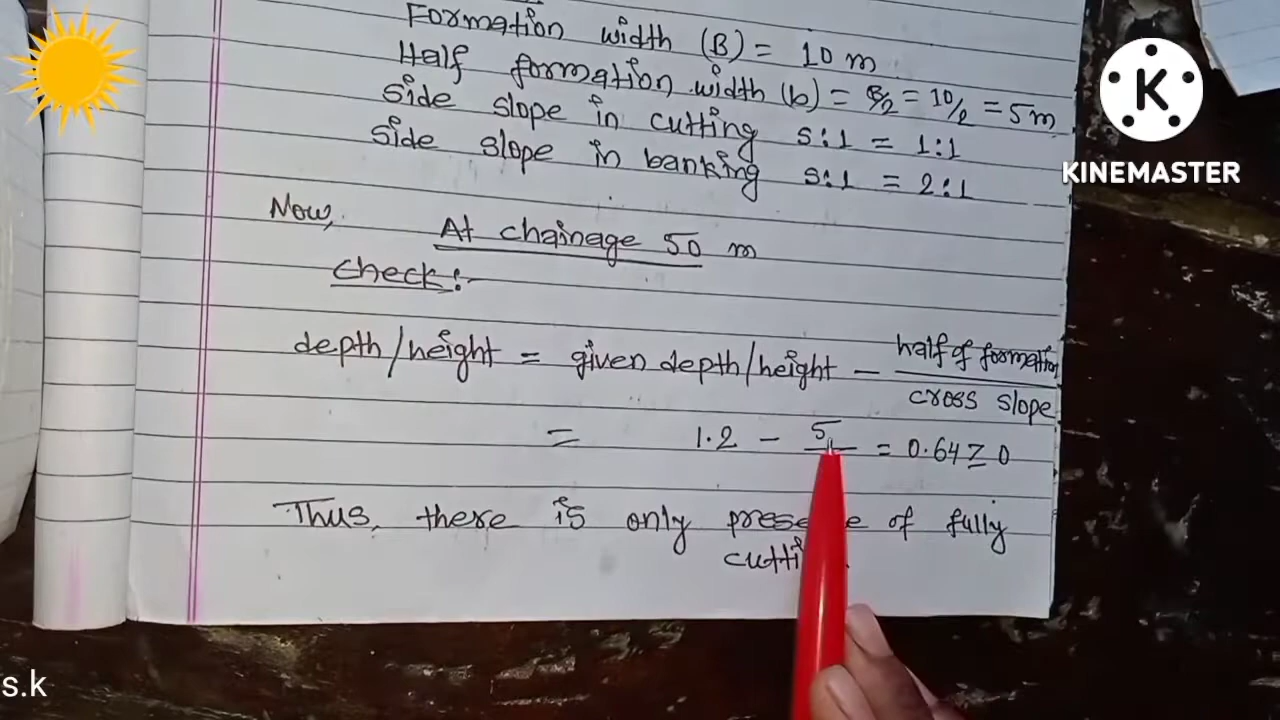 Formation width (B) = 10 m
Half formation width (b) = B/2 = 10/2 = 5m
side slope in cutting s:1 = 1:1
side slope in banking s:1 = 2:1
KINEMASTER
Now,
At chainage 50 m
check:-
depth/height = given depth/height - half of formation / cross slope
= 1.2 - 5/ = 0.64 ≥ 0
Thus, there is only of fully
s.k